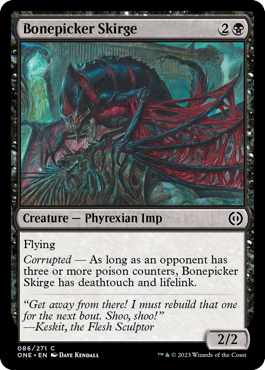 Bonepicker Skirge 2
Creature — Phyrexian Imp
Flying
Corrupted — As long as an opponent
has three or more poison counters, Bonepicker
Skirge has deathtouch and lifelink.
“Get away from there! I must rebuild that one
for the next bout. Shoo, shoo!”
—Keskit, the Flesh Sculptor
2/2
086/271 C
ONE • EN DAVE KENDALL
™ & © 2023 Wizards of the Coast